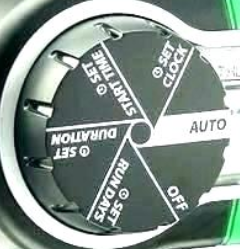 SET
CLOCK
AUTO
OFF
SET
RUN DAYS
SET
DURATION
SET
START TIME